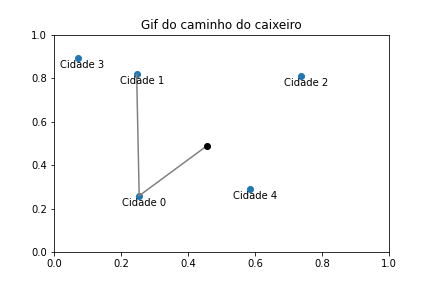 Gif do caminho do caixeiro
1.0
Cidade 3
Cidade 1
Cidade 2
0.8
0.6
0.4
Cidade 4
Cidade 0
0.2
0.0
0.0 0.2 0.4 0.6 0.8 1.0